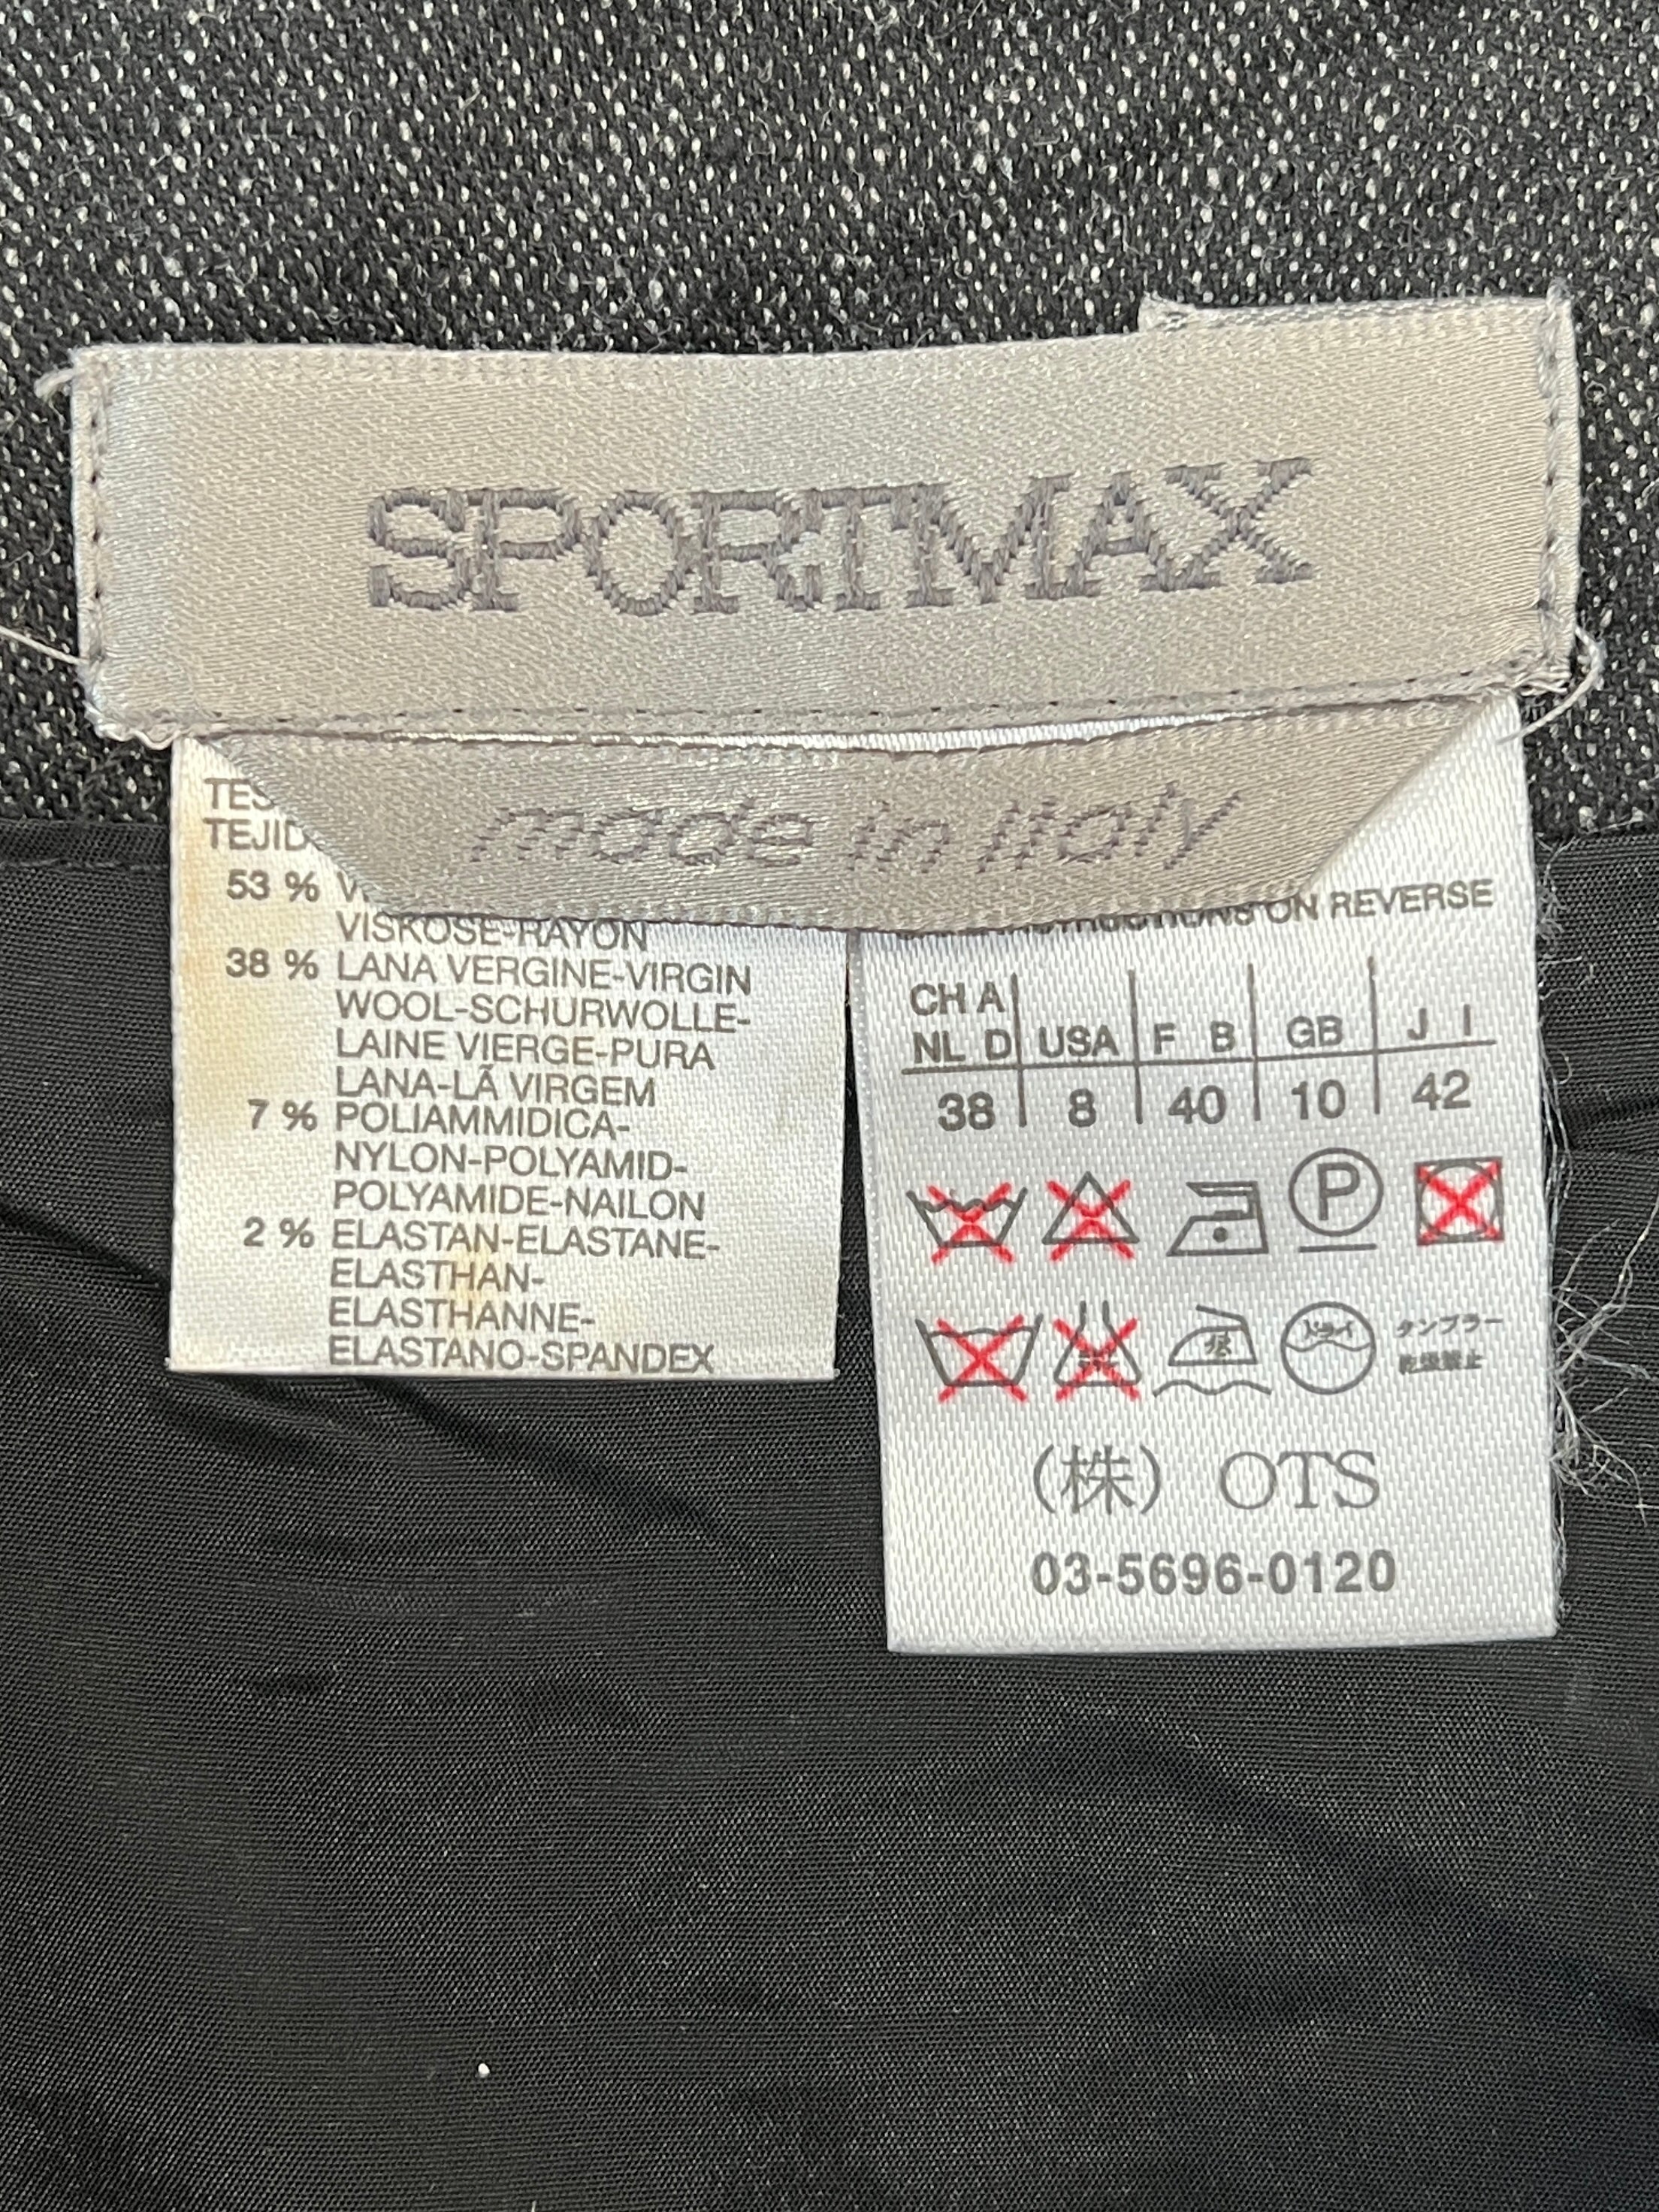 SPORTMAX
made in Italy
53 %
VISKOSE-RAYON
38 % LANA VERGINE-VIRGIN
WOOL-SCHURWOLLE-
LAINE VIERGE-PURA
LANA-LÃ VIRGEM
7 % POLIAMMIDICA-
NYLON-POLYAMID-
POLYAMIDE-NAILON
2 % ELASTAN-ELASTANE-
ELASTHAN-
ELASTHANNE-
ELASTANO-SPANDEX
ON REVERSE
CH A
NL D USA F B GB J I
38 8 40 10 42
P
ドライ
タンブラー
乾燥禁止
(株) OTS
03-5696-0120